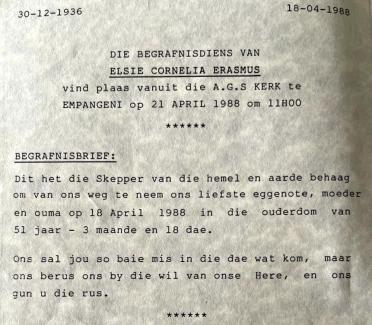 30-12-1936 18-04-1988
DIE BEGRAFNISDIENS VAN
ELSIE CORNELIA ERASMUS
vind plaas vanuit die A.G.S KERK te
EMPANGENI op 21 APRIL 1988 om 11H00
******
BEGRAFNISBRIEF:
Dit het die Skepper van die hemel en aarde behaag
om van ons weg te neem ons liefste eggenote, moeder
en ouma op 18 April 1988 in die ouderdom van
51 jaar - 3 maande en 18 dae.
Ons sal jou so baie mis in die dae wat kom, maar
ons berus ons by die wil van onse Here, en ons
gun u die rus.
******